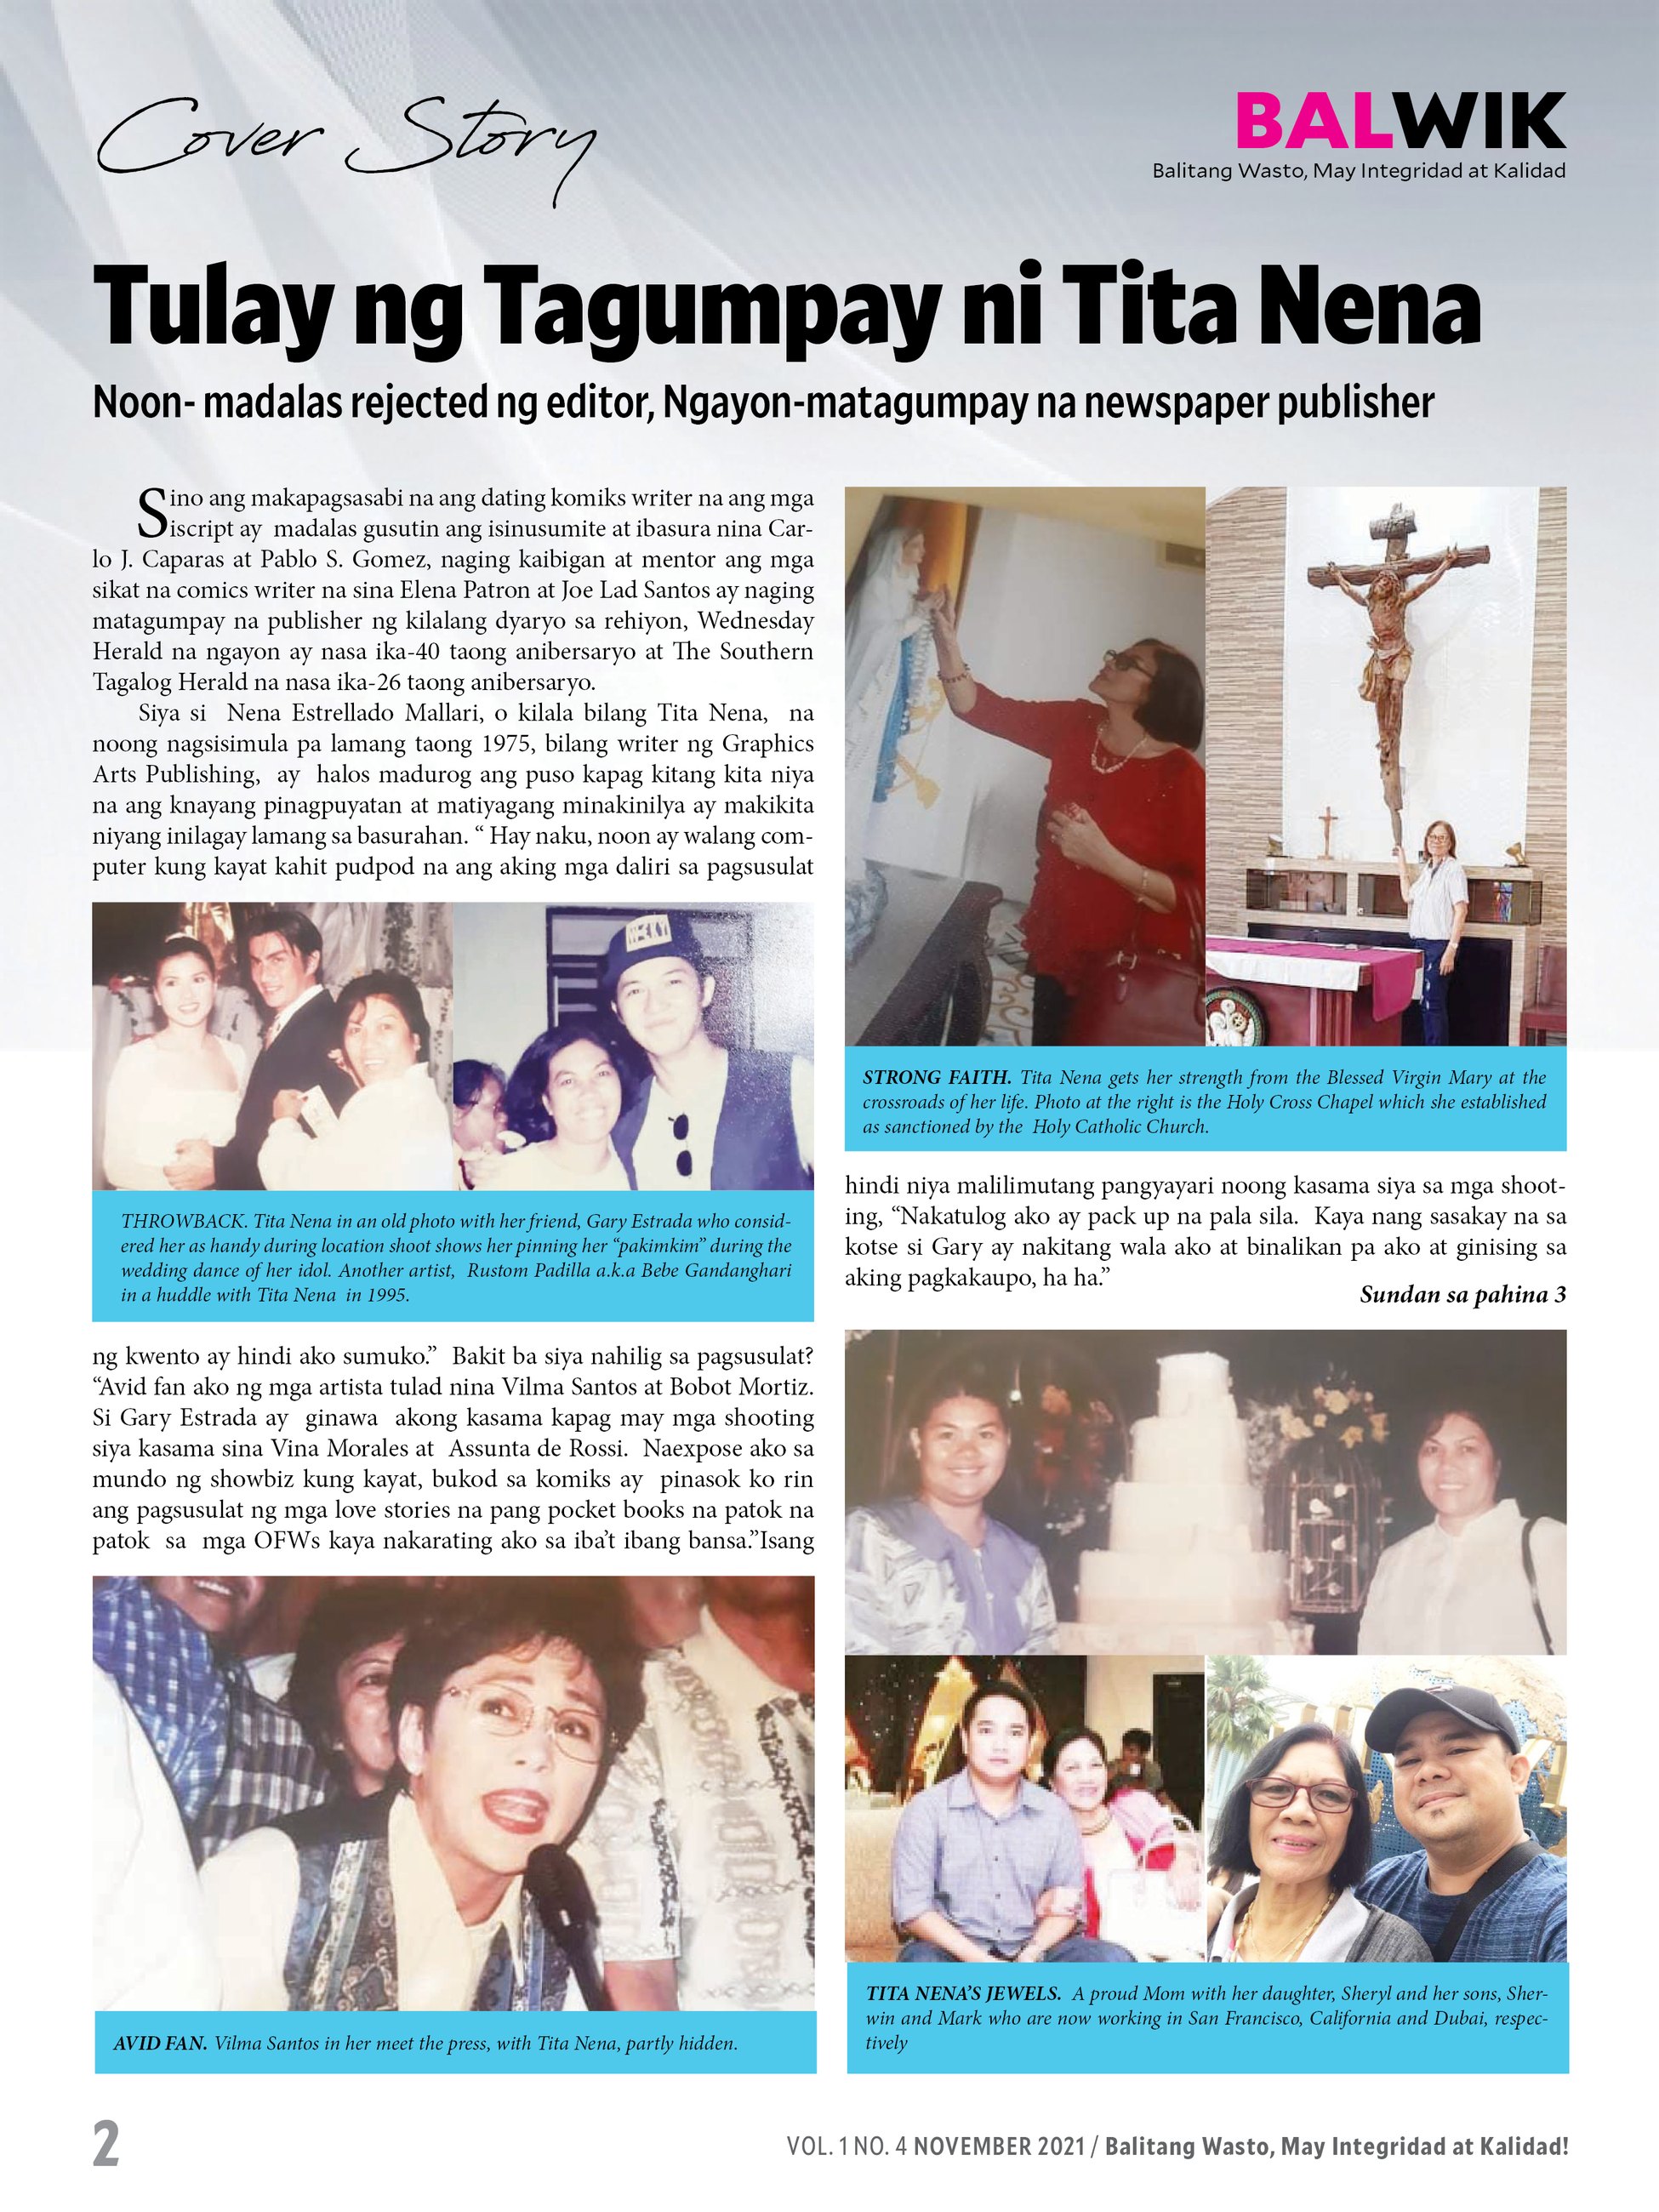 Cover Story
BALWIK
Balitang Wasto, May Integridad at Kalidad
Tulay ng Tagumpay ni Tita Nena
Noon- madalas rejected ng editor, Ngayon-matagumpay na newspaper publisher
Sino ang makapagsasabi na ang dating komiks writer na ang mga
iscript ay madalas gusutin ang isinusumite at ibasura nina Car-
lo J. Caparas at Pablo S. Gomez, naging kaibigan at mentor ang mga
sikat na comics writer na sina Elena Patron at Joe Lad Santos ay naging
matagumpay na publisher ng kilalang dyaryo sa rehiyon, Wednesday
Herald na ngayon ay nasa ika-40 taong anibersaryo at The Southern
Tagalog Herald na nasa ika-26 taong anibersaryo.
Siya si Nena Estrellado Mallari, o kilala bilang Tita Nena, na
noong nagsisimula pa lamang taong 1975, bilang writer ng Graphics
Arts Publishing, ay halos madurog ang puso kapag kitang kita niya
na ang knayang pinagpuyatan at matiyagang minakinilya ay makikita
niyang inilagay lamang sa basurahan. “ Hay naku, noon ay walang com-
puter kung kayat kahit pudpod na ang aking mga daliri sa pagsusulat
THROWBACK. Tita Nena in an old photo with her friend, Gary Estrada who consid-
ered her as handy during location shoot shows her pinning her “pakimkim” during the
wedding dance of her idol. Another artist, Rustom Padilla a.k.a Bebe Gandanghari
in a huddle with Tita Nena in 1995.
ng kwento ay hindi ako sumuko.” Bakit ba siya nahilig sa pagsusulat?
“Avid fan ako ng mga artista tulad nina Vilma Santos at Bobot Mortiz.
Si Gary Estrada ay ginawa akong kasama kapag may mga shooting
siya kasama sina Vina Morales at Assunta de Rossi. Naexpose ako sa
mundo ng showbiz kung kayat, bukod sa komiks ay pinasok ko rin
ang pagsusulat ng mga love stories na pang pocket books na patok na
patok sa mga OFWs kaya nakarating ako sa iba’t ibang bansa.”Isang
AVID FAN. Vilma Santos in her meet the press, with Tita Nena, partly hidden.
STRONG FAITH. Tita Nena gets her strength from the Blessed Virgin Mary at the
crossroads of her life. Photo at the right is the Holy Cross Chapel which she established
as sanctioned by the Holy Catholic Church.
hindi niya malilimutang pangyayari noong kasama siya sa mga shoot-
ing, “Nakatulog ako ay pack up na pala sila. Kaya nang sasakay na sa
kotse si Gary ay nakitang wala ako at binalikan pa ako at ginising sa
aking pagkakaupo, ha ha.”
Sundan sa pahina 3
TITA NENA’S JEWELS. A proud Mom with her daughter, Sheryl and her sons, Sher-
win and Mark who are now working in San Francisco, California and Dubai, respec-
tively
2
VOL. 1 NO. 4 NOVEMBER 2021 / Balitang Wasto, May Integridad at Kalidad!